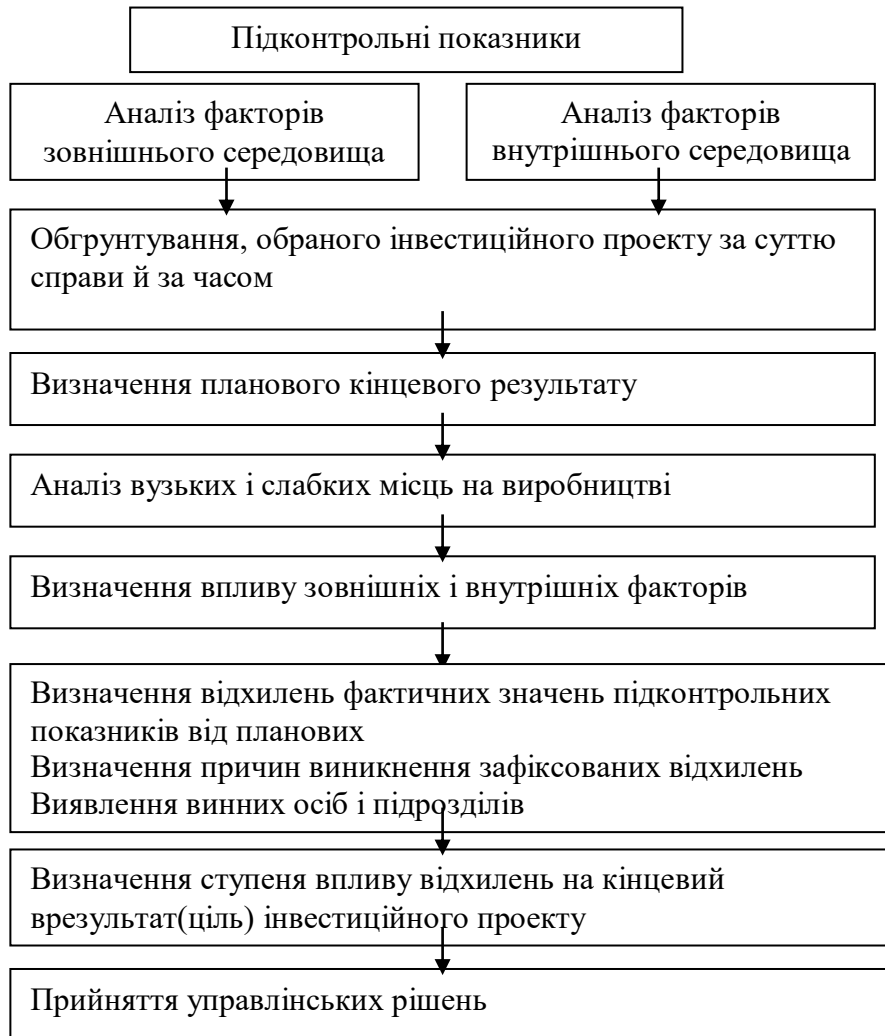 Підконтрольні показники
Аналіз факторів
зовнішнього середовища
Аналіз факторів
внутрішнього середовища
Обгрунтування, обраного інвестиційного проекту за суттю
справи й за часом
Визначення планового кінцевого результату
Аналіз вузьких і слабких місць на виробництві
Визначення впливу зовнішніх і внутрішніх факторів
Визначення відхилень фактичних значень підконтрольних
показників від планових
Визначення причин виникнення зафіксованих відхилень
Виявлення винних осіб і підрозділів
Визначення ступеня впливу відхилень на кінцевий
врезультат(ціль) інвестиційного проекту
Прийняття управлінських рішень